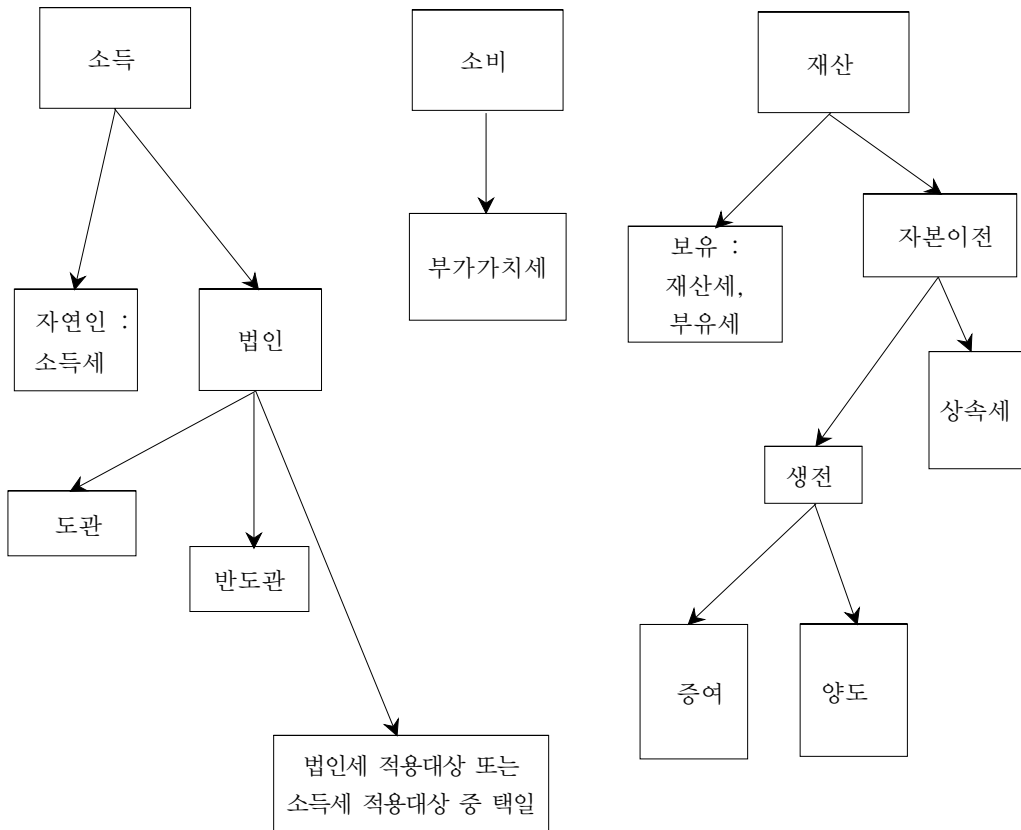 소득
소비
재산
자연인 :
소득세
법인
부가가치세
보유 :
재산세,
부유세
자본이전
상속세
생전
도관
반도관
증여
양도
법인세 적용대상 또는
소득세 적용대상 중 택일